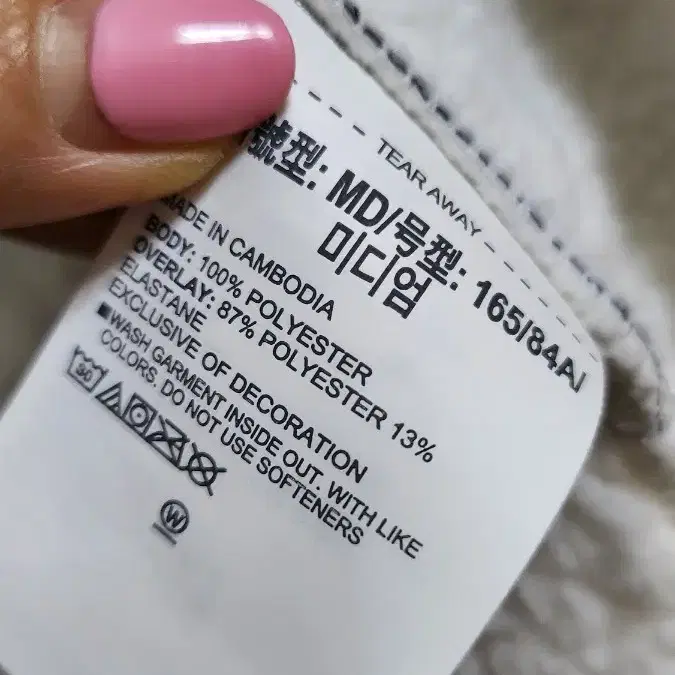 TEAR AWAY
號型: MD/号型: 165/84A
미디엄
MADE IN CAMBODIA
BODY: 100% POLYESTER
OVERLAY: 87% POLYESTER 13%
ELASTANE
EXCLUSIVE OF DECORATION
■WASH GARMENT INSIDE OUT. WITH LIKE
COLORS. DO NOT USE SOFTENERS
30
W